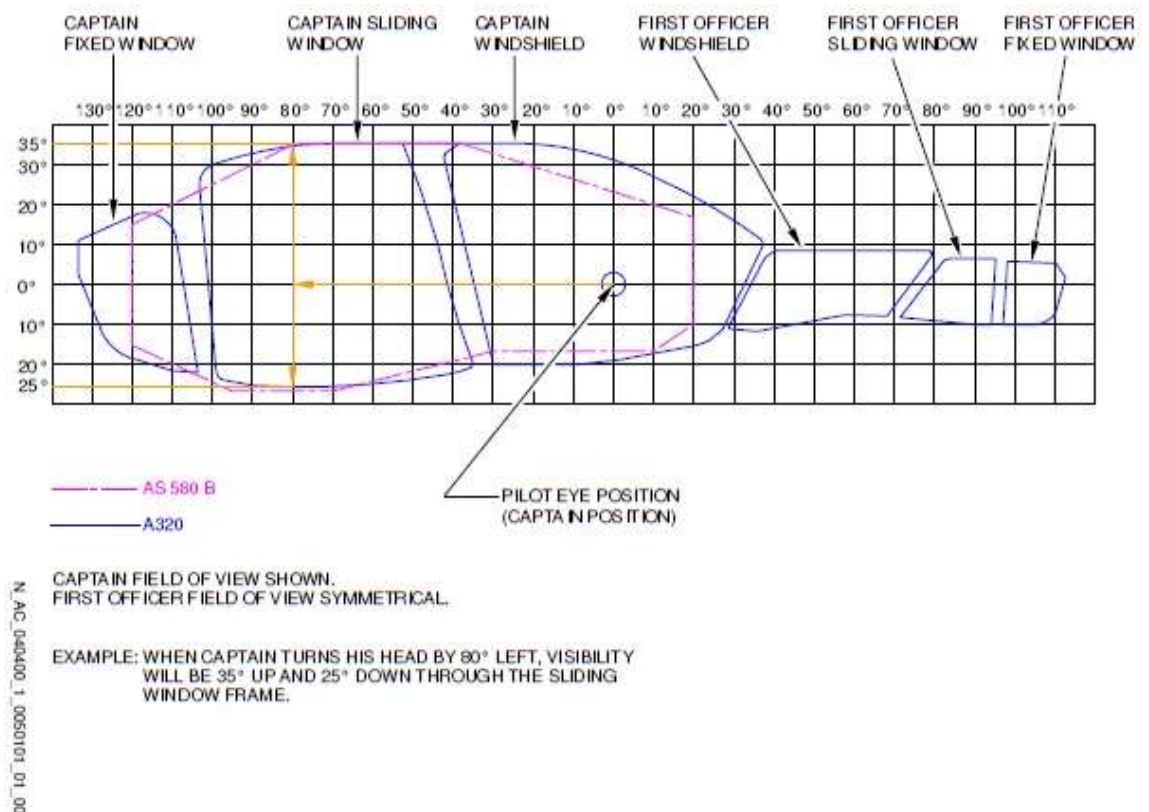 CAPTAIN
FIXED WINDOW
CAPTAIN SLIDING
WINDOW
CAPTAIN
WINDSHIELD
FIRST OFFICER
WINDSHIELD
FIRST OFFICER
SLIDING WINDOW
FIRST OFFICER
FIXED WINDOW
130° 120° 110° 100° 90° 80° 70° 60° 50° 40° 30° 20° 10° 0° 10° 20° 30° 40° 50° 60° 70° 80° 90° 100° 110°
35°
30°
20°
10°
0°
10°
20°
25°
AS 580 B
A320
PILOT EYE POSITION
(CAPTAIN POSITION)
CAPTAIN FIELD OF VIEW SHOWN.
FIRST OFFICER FIELD OF VIEW SYMMETRICAL.
EXAMPLE: WHEN CAPTAIN TURNS HIS HEAD BY 80° LEFT, VISIBILITY
WILL BE 35° UP AND 25° DOWN THROUGH THE SLIDING
WINDOW FRAME.
N_AC_040400_1_0050101_01_00